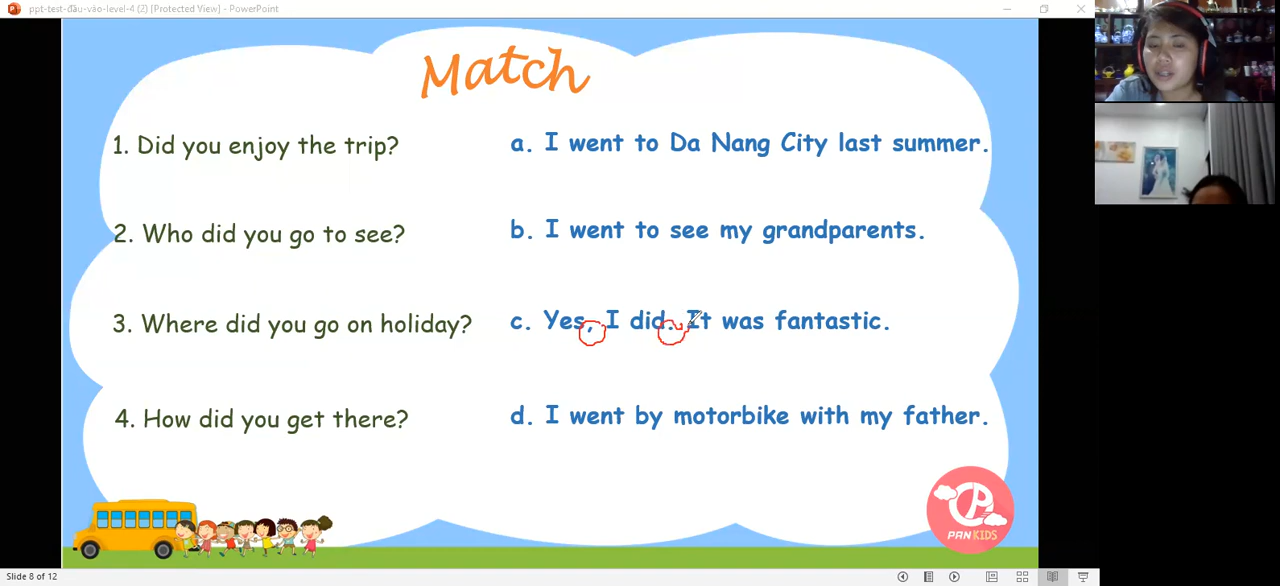 ppt-test-đầu-vào-level-4 (2) [Protected View] - PowerPoint
Match
1. Did you enjoy the trip?
a. I went to Da Nang City last summer.
2. Who did you go to see?
b. I went to see my grandparents.
3. Where did you go on holiday?
c. Yes, I did. It was fantastic.
4. How did you get there?
d. I went by motorbike with my father.
PAN KIDS
Slide 8 of 12